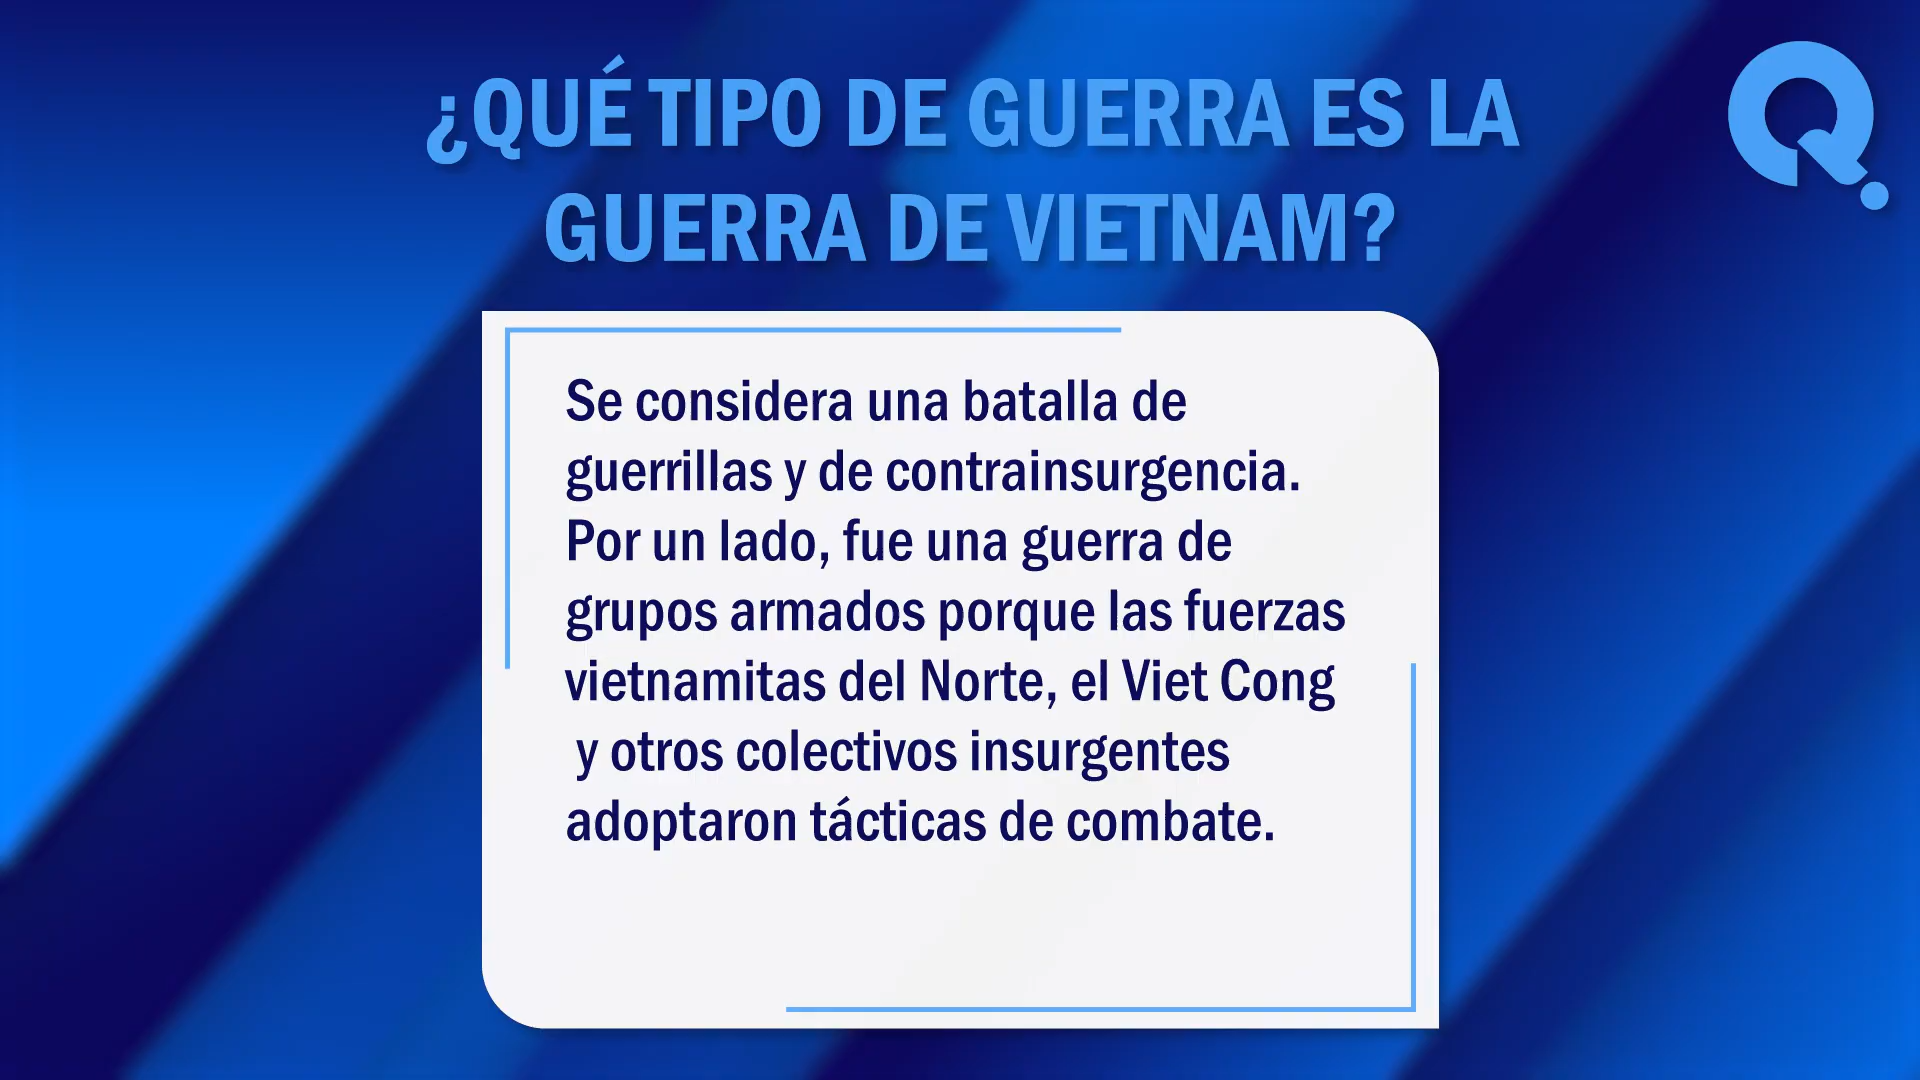 ¿QUÉ TIPO DE GUERRA ES LA
GUERRA DE VIETNAM?
Se considera una batalla de
guerrillas y de contrainsurgencia.
Por un lado, fue una guerra de
grupos armados porque las fuerzas
vietnamitas del Norte, el Viet Cong
y otros colectivos insurgentes
adoptaron tácticas de combate.